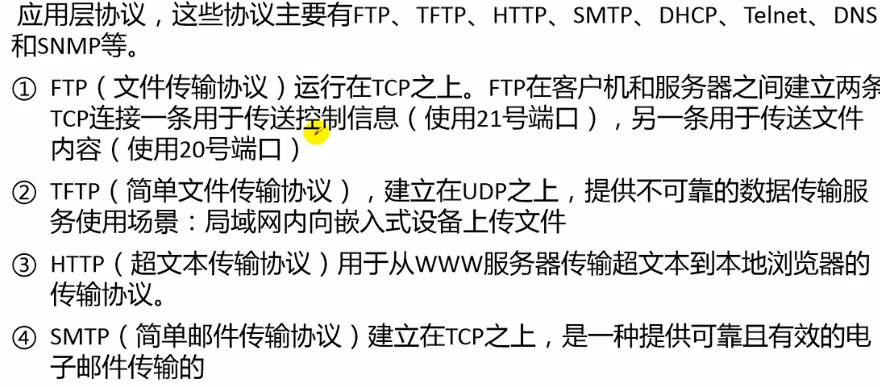 应用层协议，这些协议主要有FTP、TFTP、HTTP、SMTP、DHCP、Telnet、DNS
和SNMP等。
① FTP（文件传输协议）运行在TCP之上。FTP在客户机和服务器之间建立两条
TCP连接一条用于传送控制信息（使用21号端口），另一条用于传送文件
内容（使用20号端口）
② TFTP（简单文件传输协议），建立在UDP之上，提供不可靠的数据传输服
务使用场景：局域网内向嵌入式设备上传文件
③ HTTP（超文本传输协议）用于从WWW服务器传输超文本到本地浏览器的
传输协议。
④ SMTP（简单邮件传输协议）建立在TCP之上，是一种提供可靠且有效的电
子邮件传输的